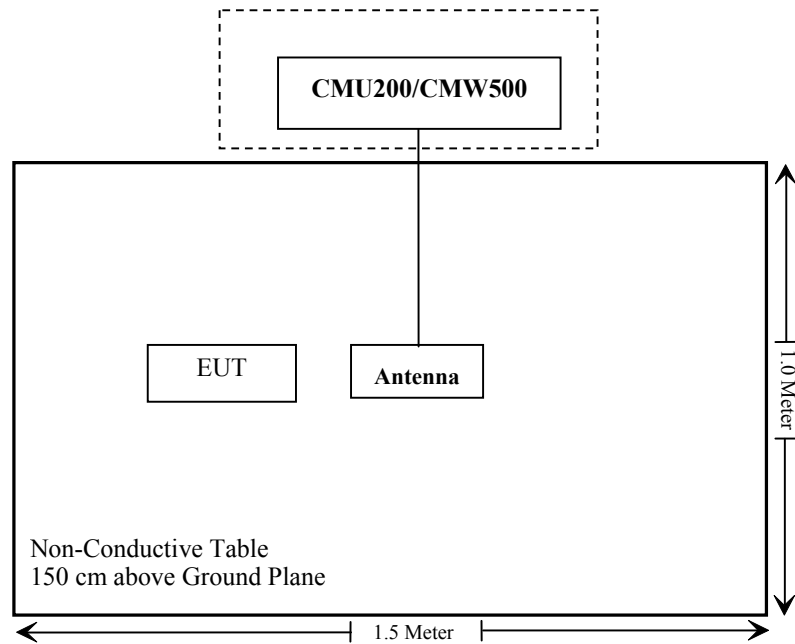 CMU200/CMW500
EUT
Antenna
1.0 Meter
Non-Conductive Table
150 cm above Ground Plane
1.5 Meter